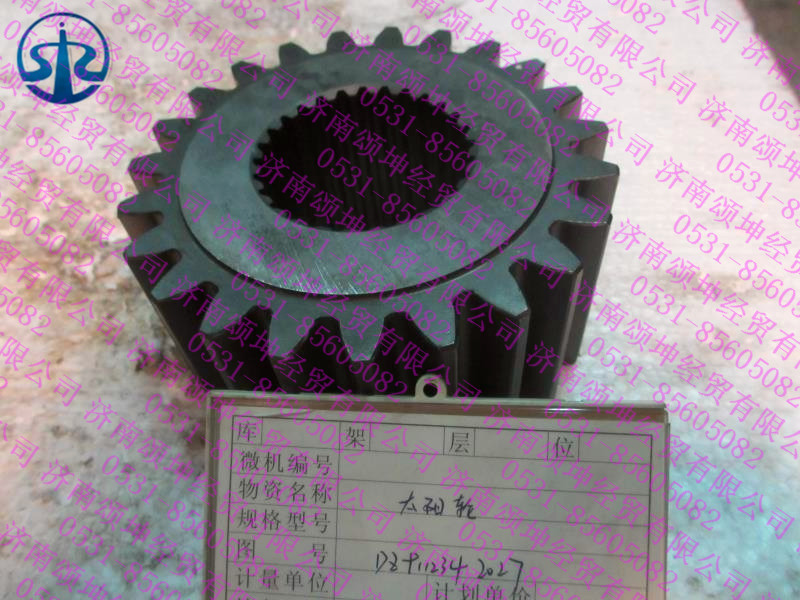 济南颂坤经贸有限公司 0531-85605082
库 架 层 位
微机编号
物资名称 太阳轮
规格型号
图 号 DZ9112342027
计量单位 计划单价